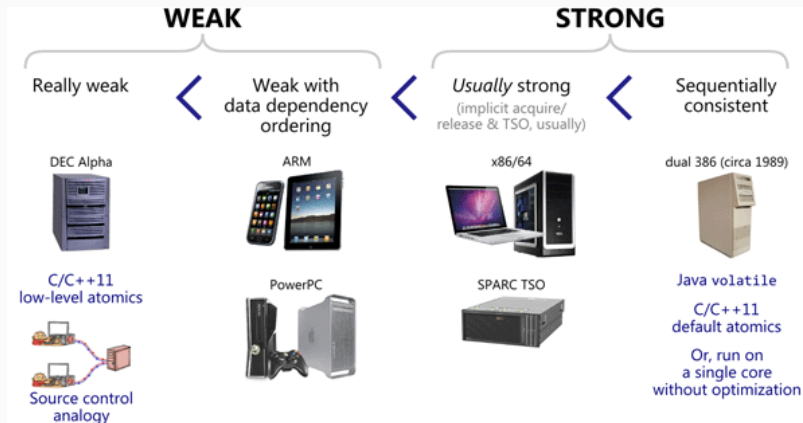 WEAK
STRONG
Really weak
Weak with
data dependency
ordering
Usually strong
(implicit acquire/
release & TSO, usually)
Sequentially
consistent
DEC Alpha
ARM
x86/64
dual 386 (circa 1989)
C/C++11
low-level atomics
PowerPC
SPARC TSO
Java volatile
C/C++11
default atomics
Or, run on
a single core
without optimization
Source control
analogy